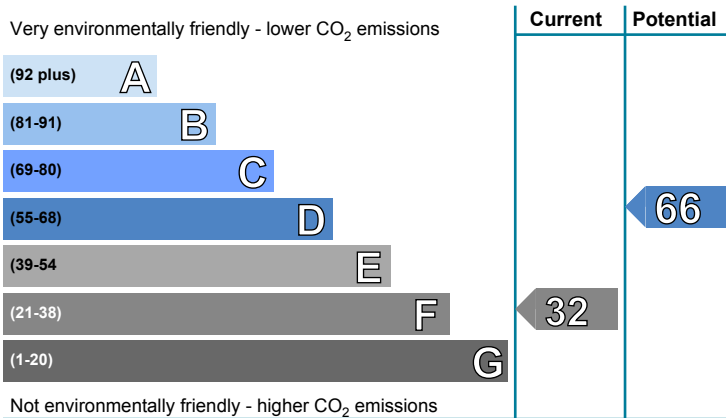 Current Potential
Very environmentally friendly - lower CO₂ emissions
(92 plus) A
(81-91) B
(69-80) C
(55-68) D 66
(39-54 E
(21-38) F 32
(1-20) G
Not environmentally friendly - higher CO₂ emissions